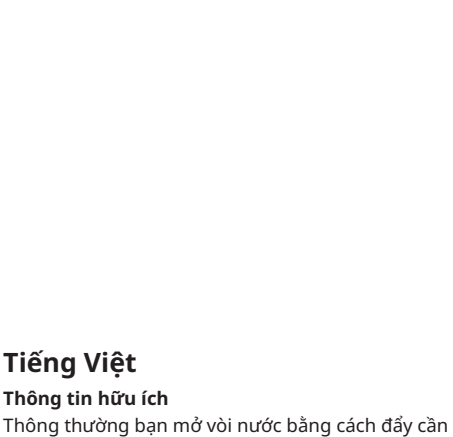 Tiếng Việt
Thông tin hữu ích
Thông thường bạn mở vòi nước bằng cách đẩy cần